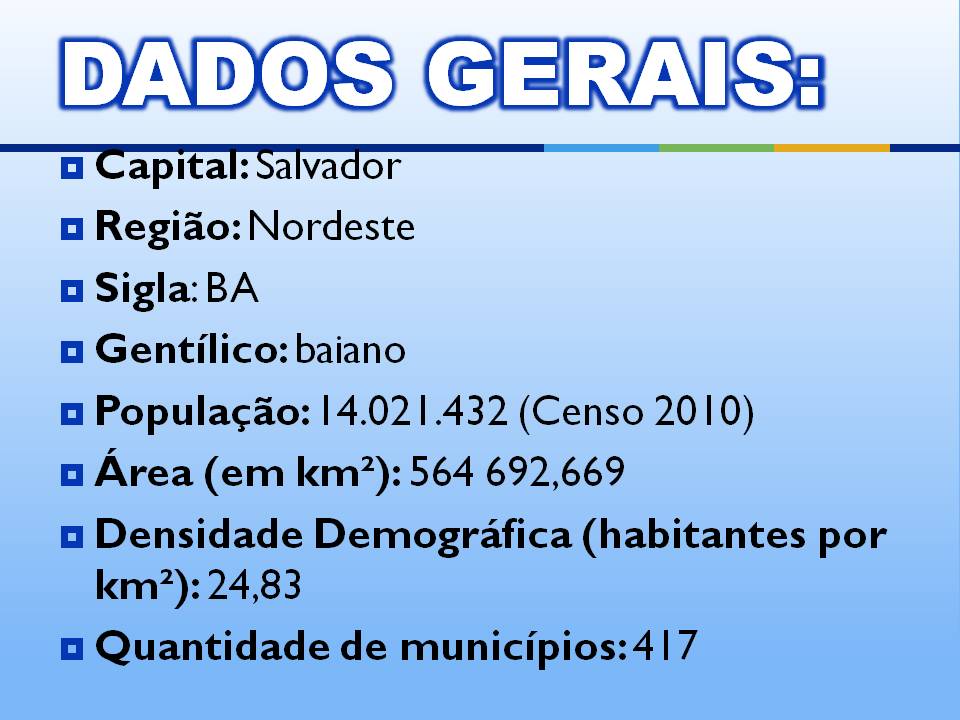 DADOS GERAIS:
Capital: Salvador
Região: Nordeste
Sigla: BA
Gentílico: baiano
População: 14.021.432 (Censo 2010)
Área (em km²): 564 692,669
Densidade Demográfica (habitantes por
km²): 24,83
Quantidade de municípios: 417